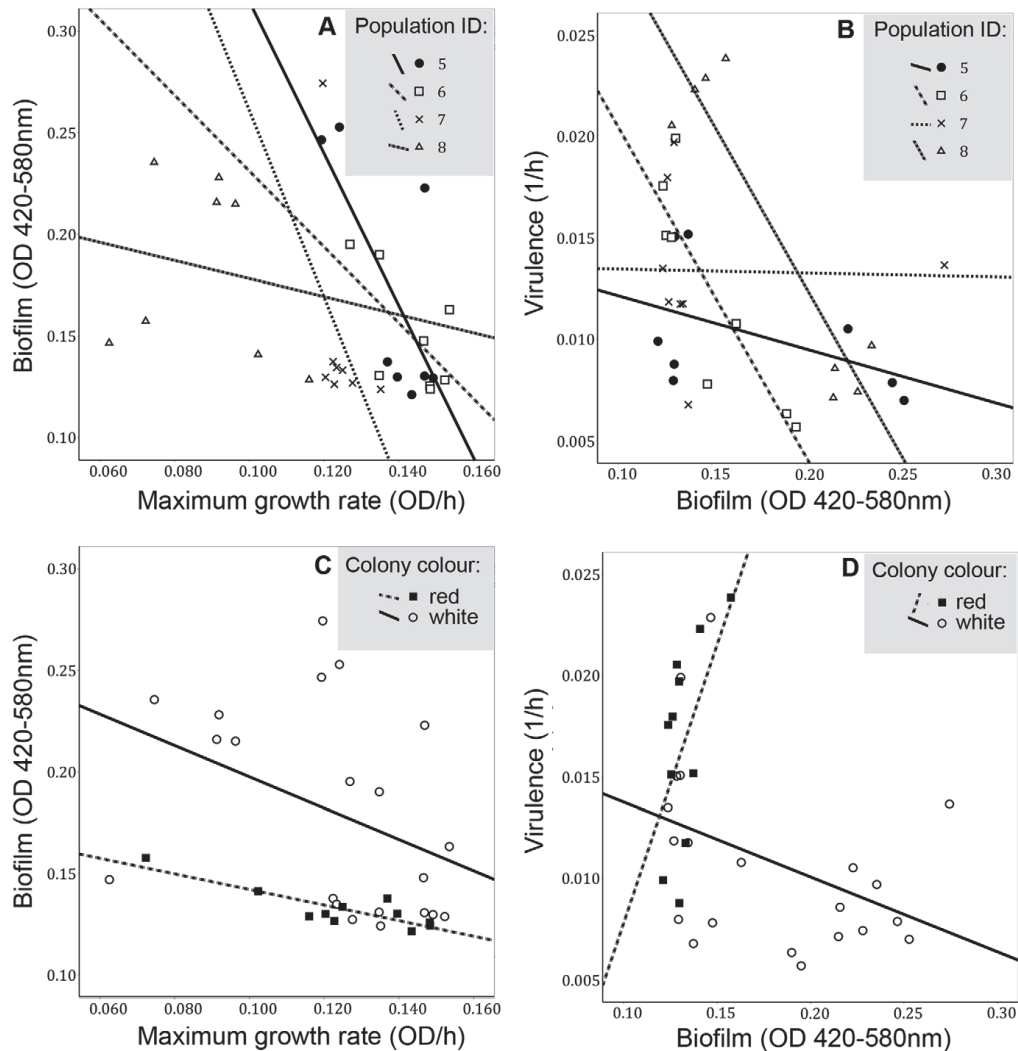 A
Population ID:
5
6
7
8
0.30
0.25
0.20
0.15
0.10
Biofilm (OD 420-580nm)
0.060
0.080
0.100
0.120
0.140
0.160
Maximum growth rate (OD/h)
B
Population ID:
5
6
7
8
0.025
0.020
0.015
0.010
0.005
Virulence (1/h)
0.10
0.15
0.20
0.25
0.30
Biofilm (OD 420-580nm)
C
Colony colour:
red
white
0.30
0.25
0.20
0.15
0.10
Biofilm (OD 420-580nm)
0.060
0.080
0.100
0.120
0.140
0.160
Maximum growth rate (OD/h)
D
Colony colour:
red
white
0.025
0.020
0.015
0.010
0.005
Virulence (1/h)
0.10
0.15
0.20
0.25
0.30
Biofilm (OD 420-580nm)